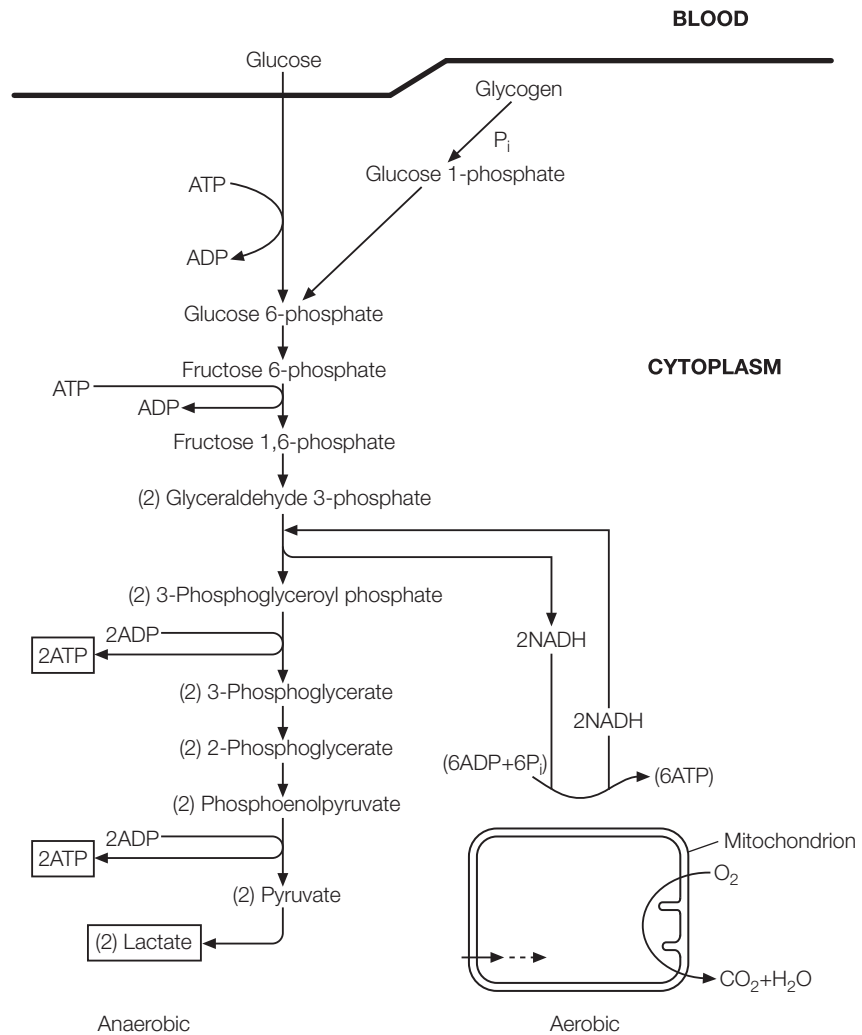 BLOOD
Glucose
Glycogen
Pi
Glucose 1-phosphate
ATP
ADP
Glucose 6-phosphate
Fructose 6-phosphate
CYTOPLASM
ATP
ADP
Fructose 1,6-phosphate
(2) Glyceraldehyde 3-phosphate
(2) 3-Phosphoglyceroyl phosphate
2ADP
2ATP
2NADH
(2) 3-Phosphoglycerate
2NADH
(2) 2-Phosphoglycerate
(6ADP+6Pi)
(6ATP)
(2) Phosphoenolpyruvate
2ADP
2ATP
Mitochondrion
O2
(2) Pyruvate
(2) Lactate
CO2+H2O
Anaerobic
Aerobic